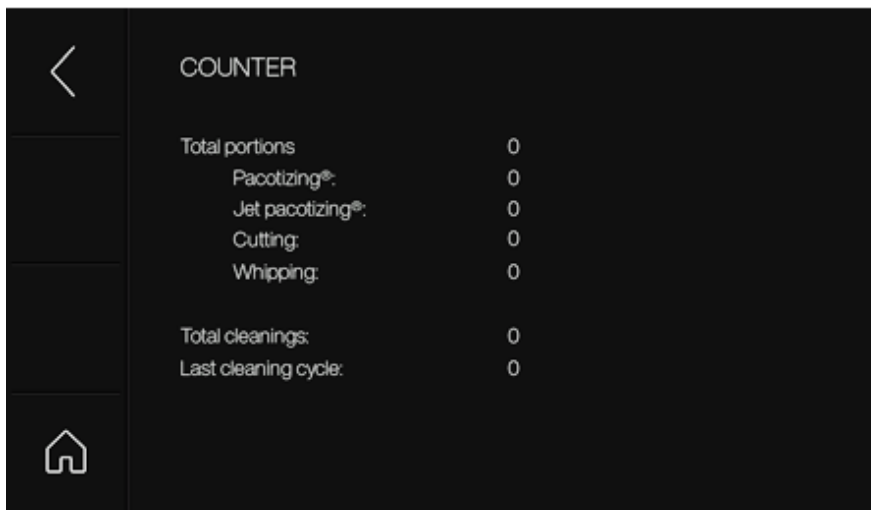 COUNTER
Total portions 0
Pacotizing®: 0
Jet pacotizing®: 0
Cutting: 0
Whipping: 0
Total cleanings: 0
Last cleaning cycle: 0